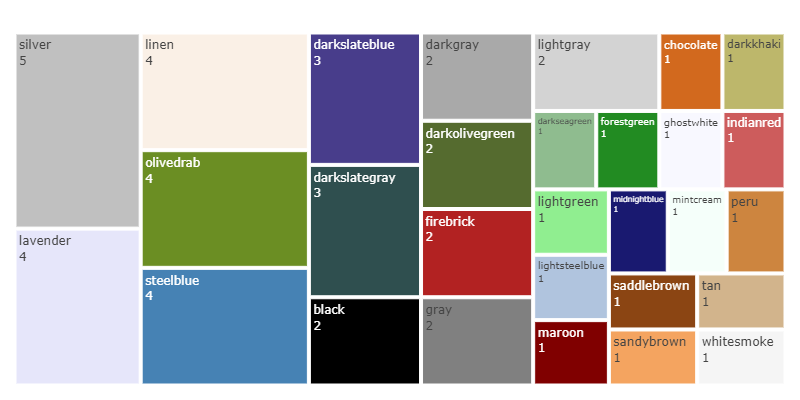 silver
5
lavender
4
linen
4
olivedrab
4
steelblue
4
darkslateblue
3
darkslategray
3
black
2
darkgray
2
darkolivegreen
2
firebrick
2
gray
2
lightgray
2
chocolate
1
darkkhaki
1
darkseagreen
1
forestgreen
1
ghostwhite
1
indianred
1
lightgreen
1
lightsteelblue
1
maroon
1
midnightblue
1
mintcream
1
peru
1
saddlebrown
1
tan
1
sandybrown
1
whitesmoke
1